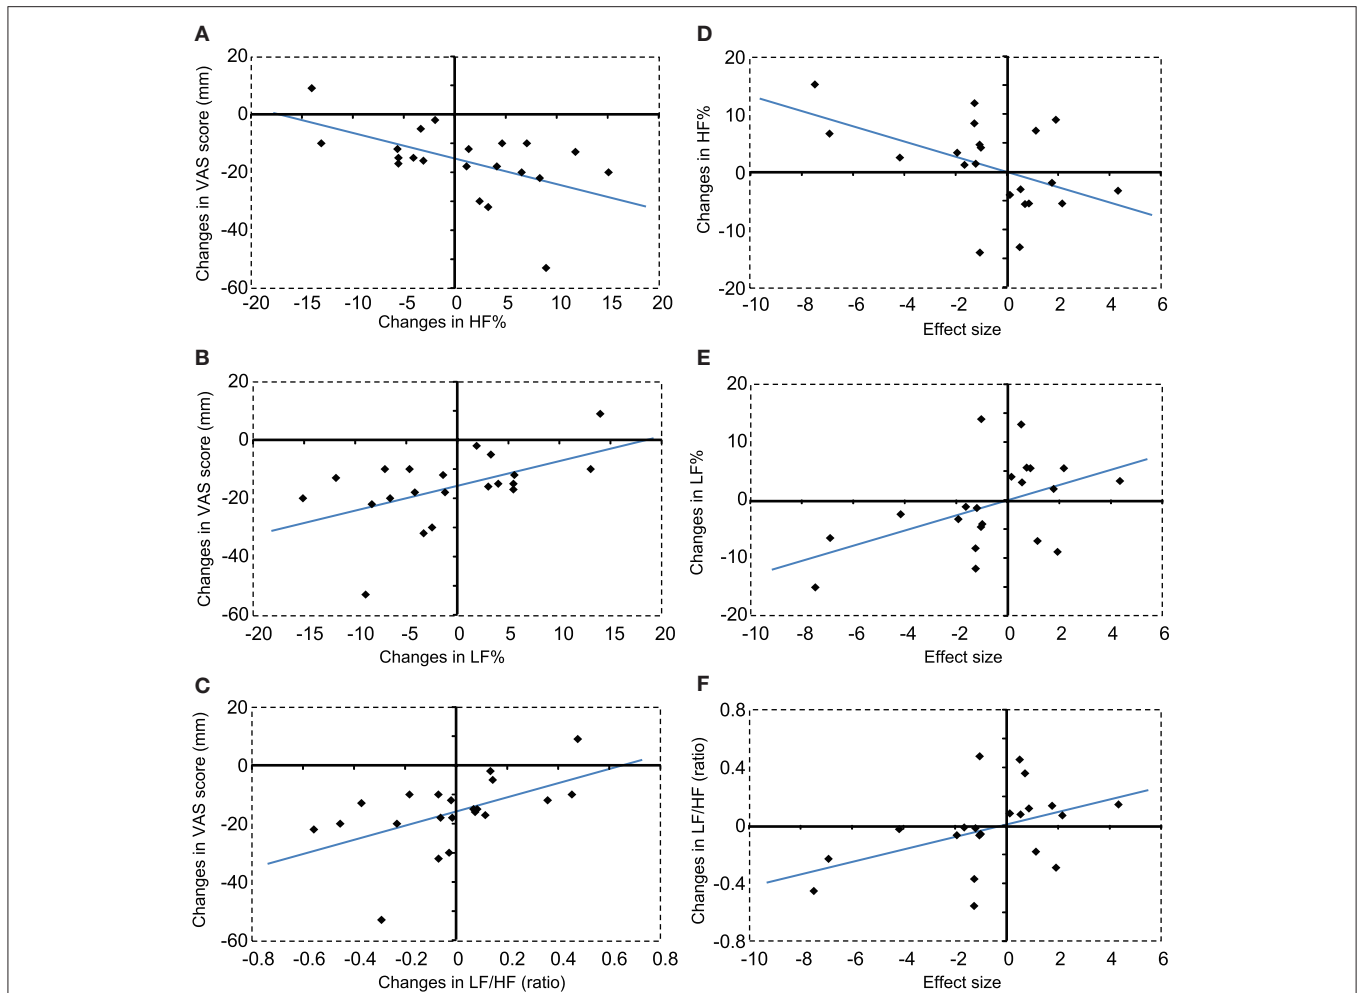 A
Changes in VAS score (mm)
20
0
-20
-40
-60
-20 -15 -10 -5 0 5 10 15 20
Changes in HF%
D
Changes in HF%
20
10
0
-10
-20
-10 -8 -6 -4 -2 0 2 4 6
Effect size
B
Changes in VAS score (mm)
20
0
-20
-40
-60
-20 -15 -10 -5 0 5 10 15 20
Changes in LF%
E
Changes in LF%
20
10
0
-10
-20
-10 -8 -6 -4 -2 0 2 4 6
Effect size
C
Changes in VAS score (mm)
20
0
-20
-40
-60
-0.8 -0.6 -0.4 -0.2 0 0.2 0.4 0.6 0.8
Changes in LF/HF (ratio)
F
Changes in LF/HF (ratio)
0.8
0.4
0
-0.4
-0.8
-10 -8 -6 -4 -2 0 2 4 6
Effect size